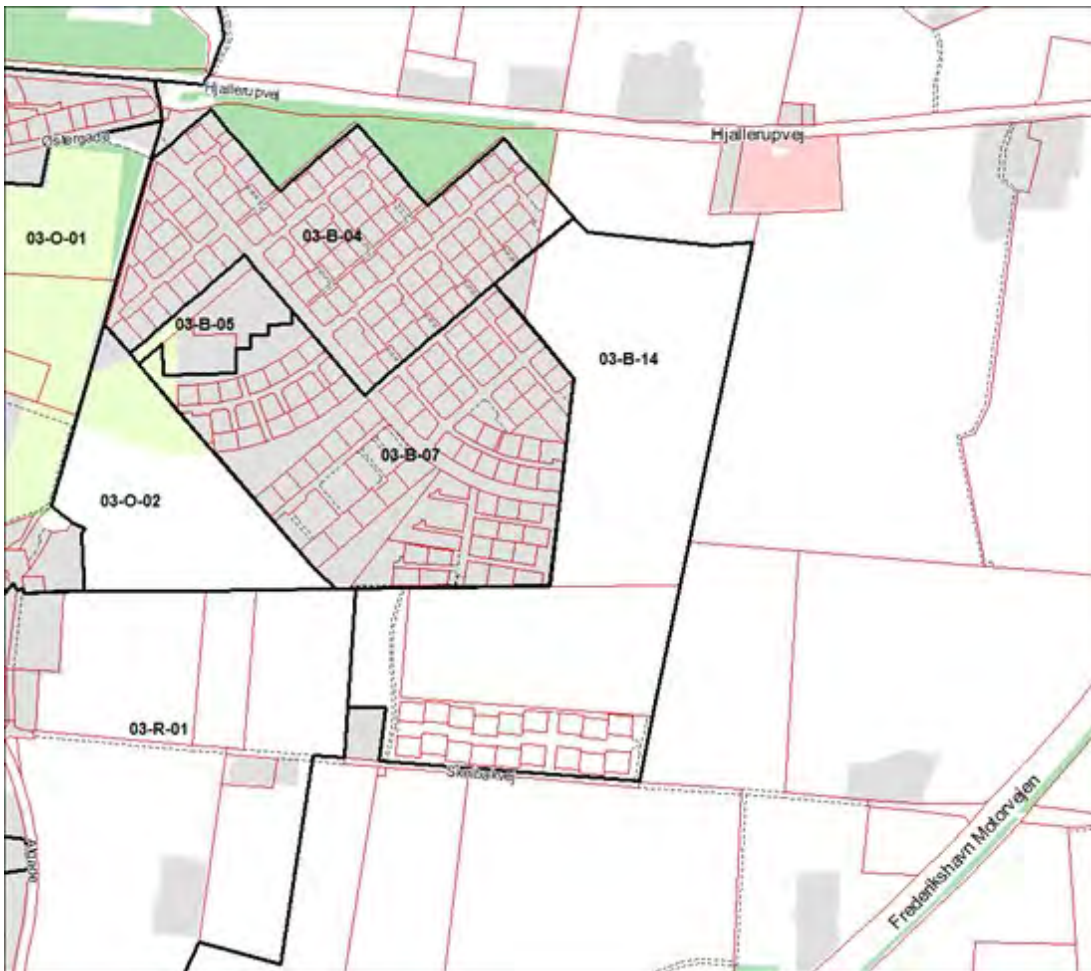 Hjallerupvej
Østergade
Hjallerupvej
03-O-01
03-B-04
03-B-05
03-B-14
03-B-07
03-O-02
03-R-01
Skelbakvej
Frederikshavn Motorvejen